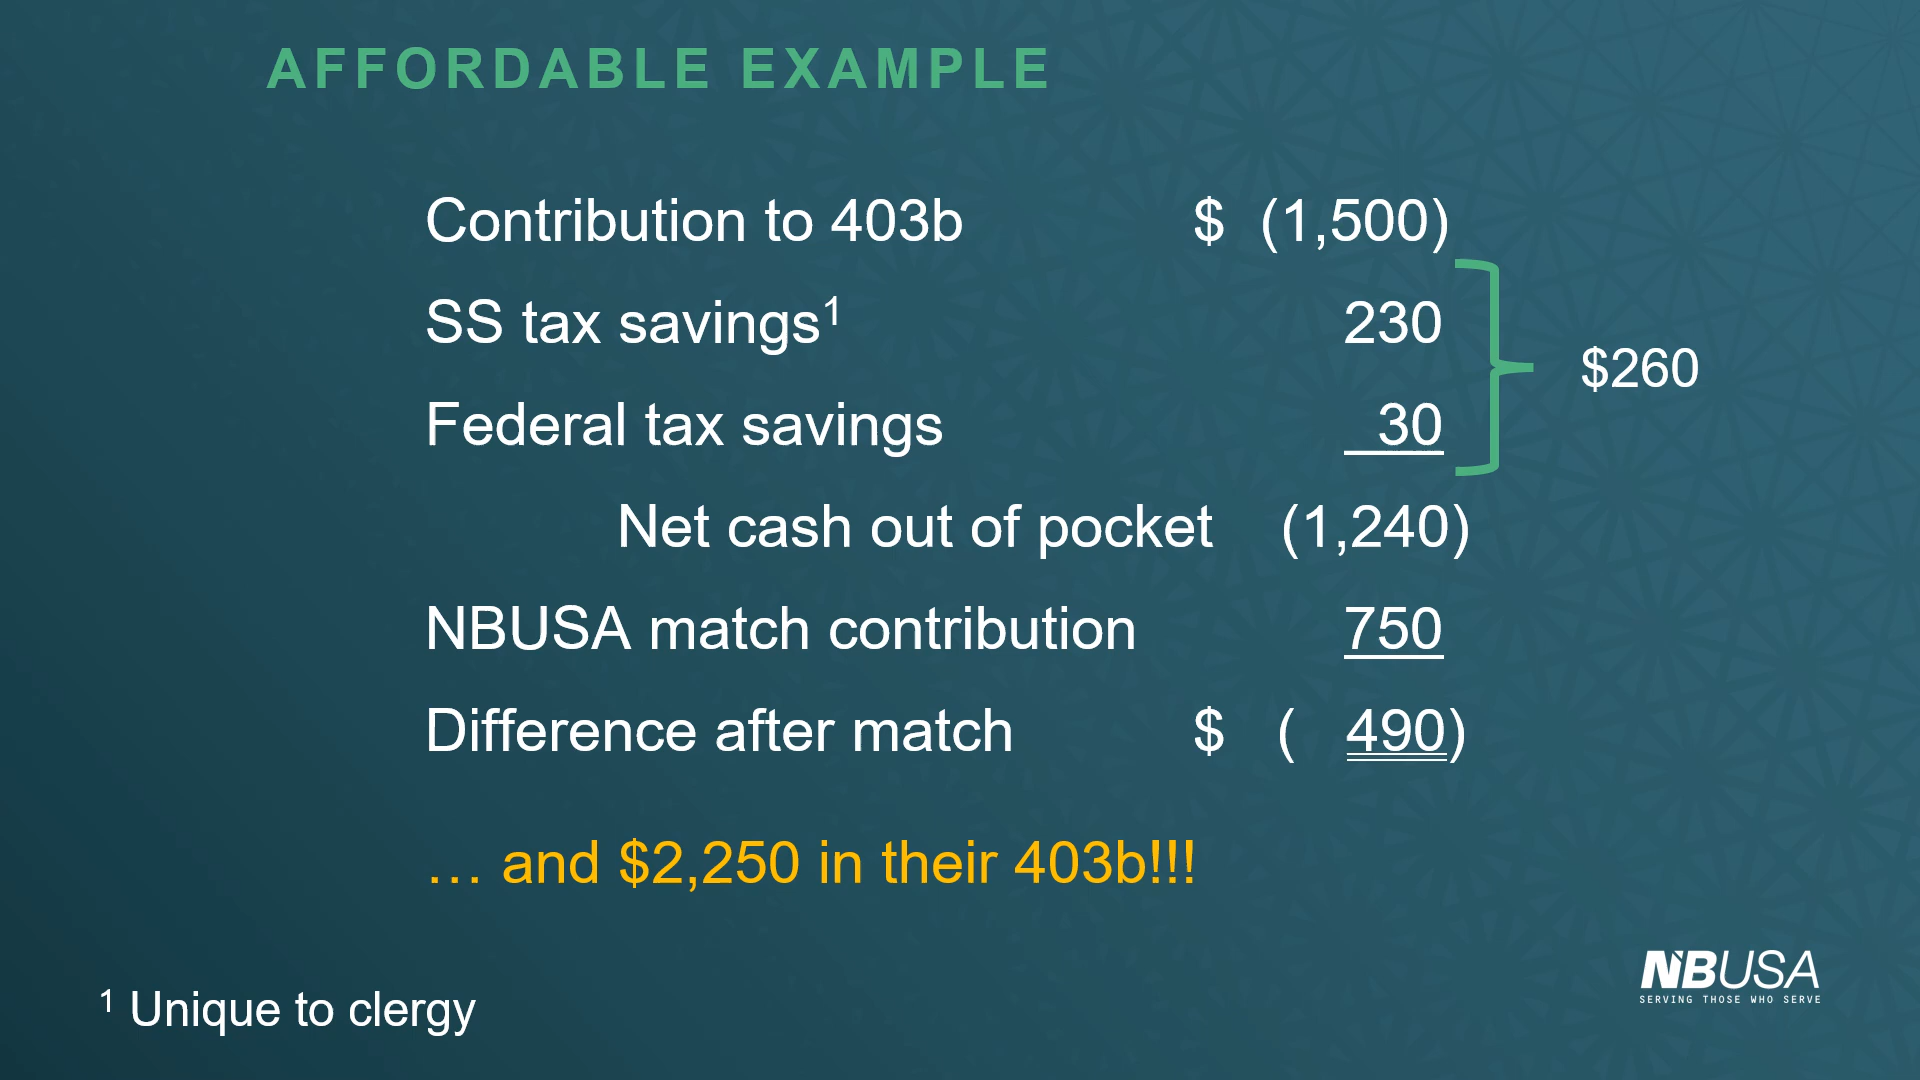 AFFORDABLE EXAMPLE
Contribution to 403b $ (1,500)
SS tax savings¹ 230
Federal tax savings 30
$260
Net cash out of pocket (1,240)
NBUSA match contribution 750
Difference after match $ ( 490)
… and $2,250 in their 403b!!!
¹ Unique to clergy
NBUSA
SERVING THOSE WHO SERVE